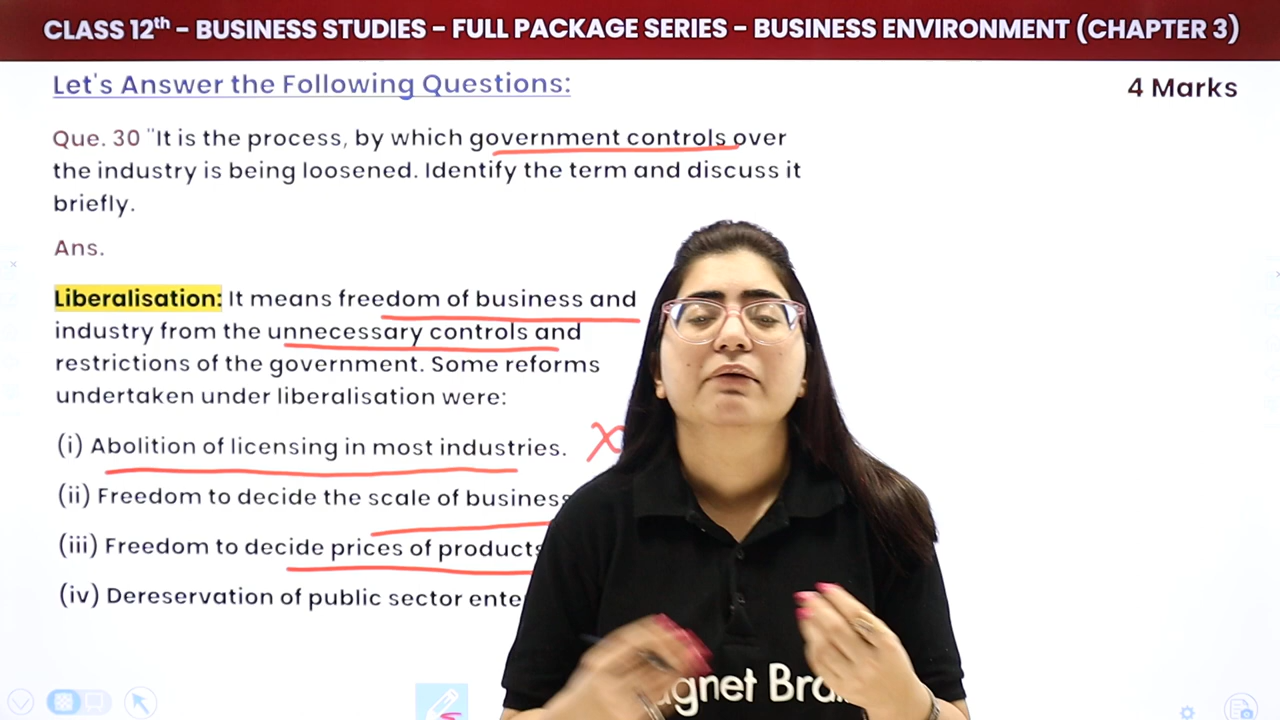 CLASS 12th - BUSINESS STUDIES - FULL PACKAGE SERIES - BUSINESS ENVIRONMENT (CHAPTER 3)
Let's Answer the Following Questions:
4 Marks
Que. 30 "It is the process, by which government controls over
the industry is being loosened. Identify the term and discuss it
briefly.
Ans.
Liberalisation: It means freedom of business and
industry from the unnecessary controls and
restrictions of the government. Some reforms
undertaken under liberalisation were:
(i) Abolition of licensing in most industries.
(ii) Freedom to decide the scale of business
(iii) Freedom to decide prices of products
(iv) Dereservation of public sector